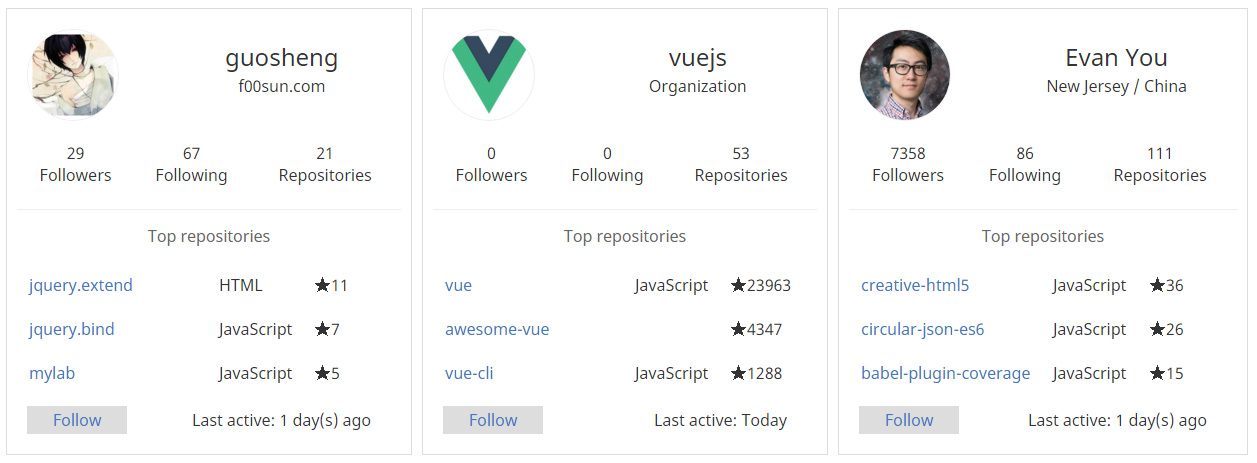 guosheng
f00sun.com
29 67 21
Followers Following Repositories
Top repositories
jquery.extend HTML ★11
jquery.bind JavaScript ★7
mylab JavaScript ★5
Follow Last active: 1 day(s) ago
vuejs
Organization
0 0 53
Followers Following Repositories
Top repositories
vue JavaScript ★23963
awesome-vue ★4347
vue-cli JavaScript ★1288
Follow Last active: Today
Evan You
New Jersey / China
7358 86 111
Followers Following Repositories
Top repositories
creative-html5 JavaScript ★36
circular-json-es6 JavaScript ★26
babel-plugin-coverage JavaScript ★15
Follow Last active: 1 day(s) ago